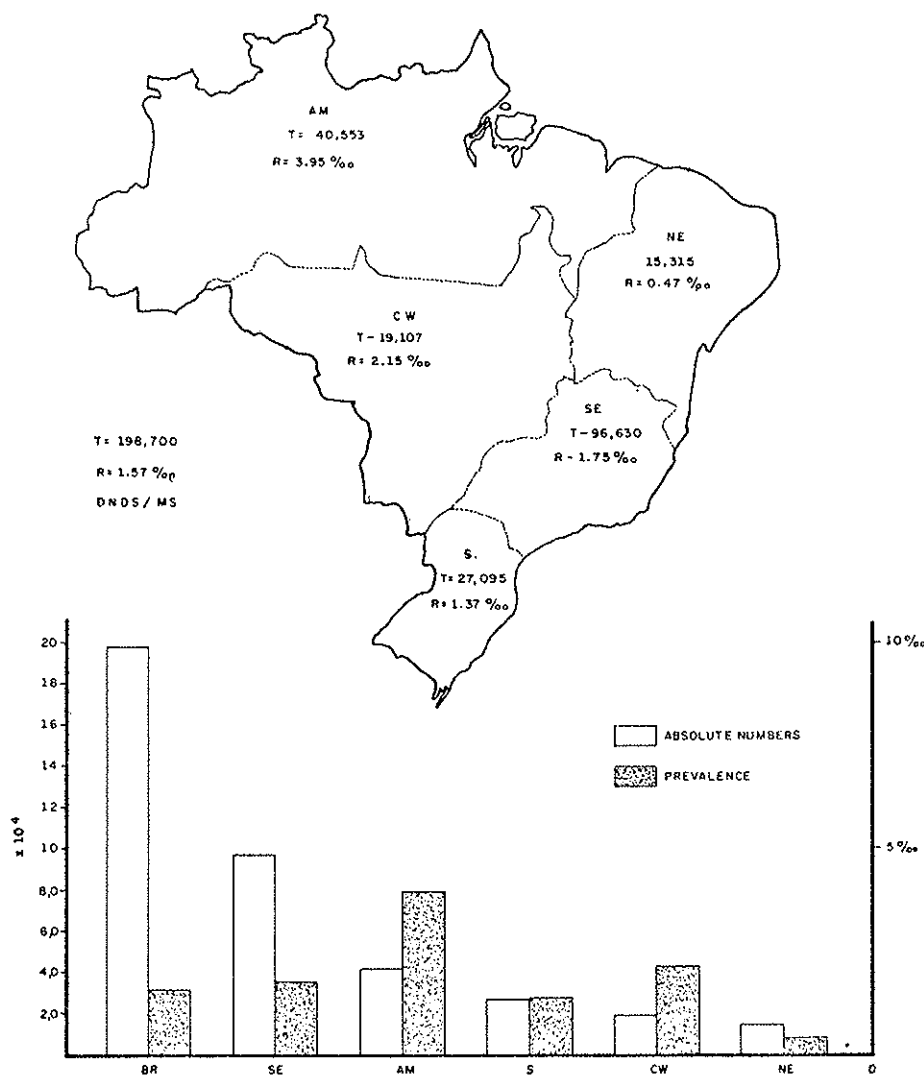 AM
T= 40,553
R= 3.95 ‰
NE
15,315
R= 0.47 ‰
CW
T-19,107
R= 2.15 ‰
SE
T-96,630
R-1.75 ‰
T= 198,700
R= 1.57 ‰
DNDS/MS
S.
T=27,095
R=1.37 ‰
20
18
16
14
12
10
8,0
6,0
4,0
2,0
x 10⁴
10‰
5‰
ABSOLUTE NUMBERS
PREVALENCE
BR SE AM S CW NE 0